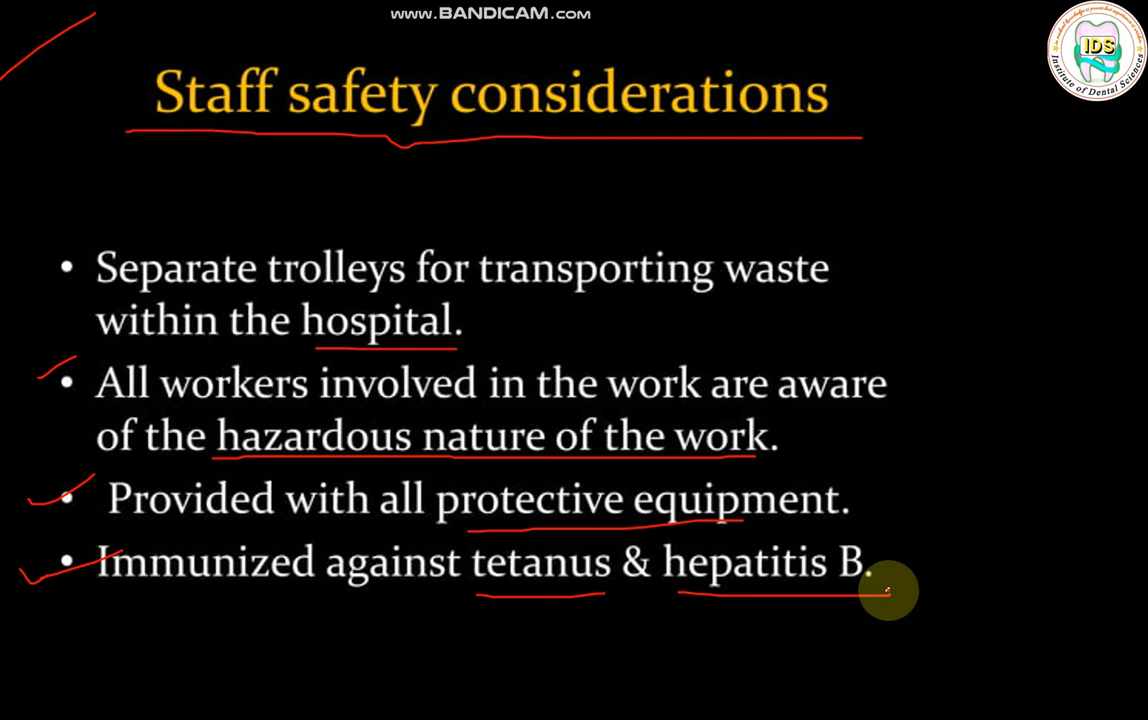 www.BANDICAM.com
IDS
Institute of Dental Sciences
Staff safety considerations
• Separate trolleys for transporting waste
within the hospital.
• All workers involved in the work are aware
of the hazardous nature of the work.
• Provided with all protective equipment.
• Immunized against tetanus & hepatitis B.